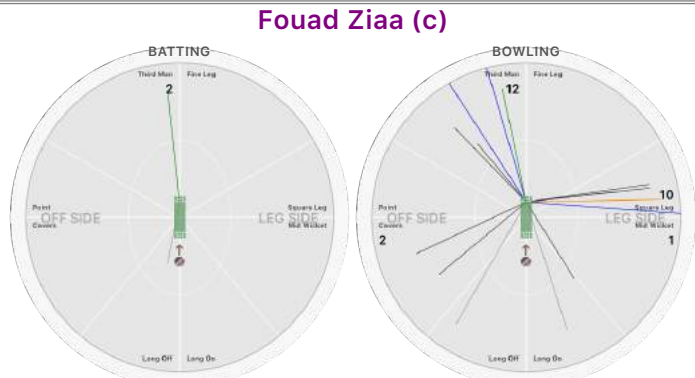 Fouad Ziaa (c)
BATTING
Third Man Fine Leg
2
Point Square Leg
OFF SIDE LEG SIDE
Covers Mid Wicket
Long Off Long On
BOWLING
Third Man Fine Leg
12
10
Point Square Leg
OFF SIDE LEG SIDE
Covers Mid Wicket
2 1
Long Off Long On